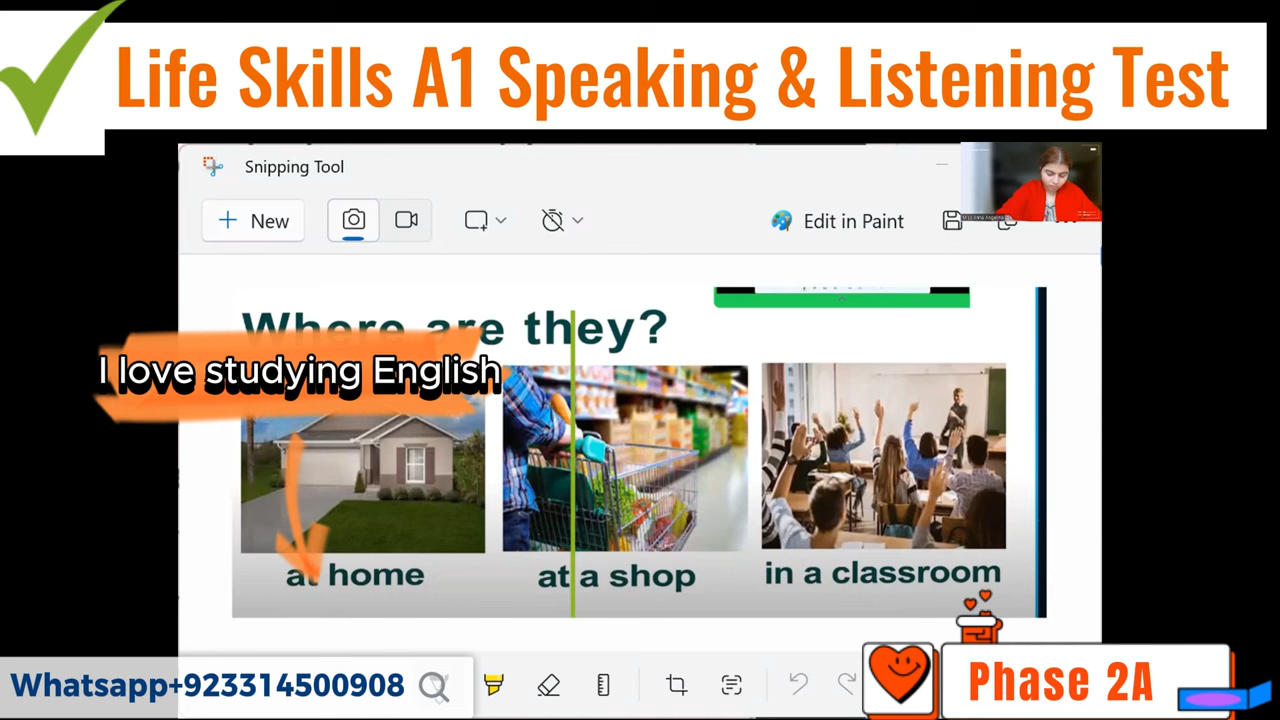 Life Skills A1 Speaking & Listening Test
Snipping Tool
New
Edit in Paint
Where are they?
I love studying English
at home
at a shop
in a classroom
Whatsapp+923314500908
Phase 2A